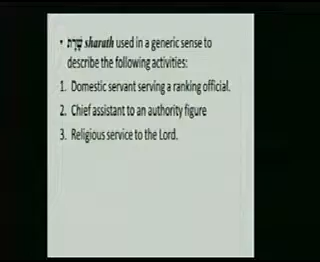 • שָׁרַת sharath used in a generic sense to
describe the following activities:
1. Domestic servant serving a ranking official.
2. Chief assistant to an authority figure
3. Religious service to the Lord.